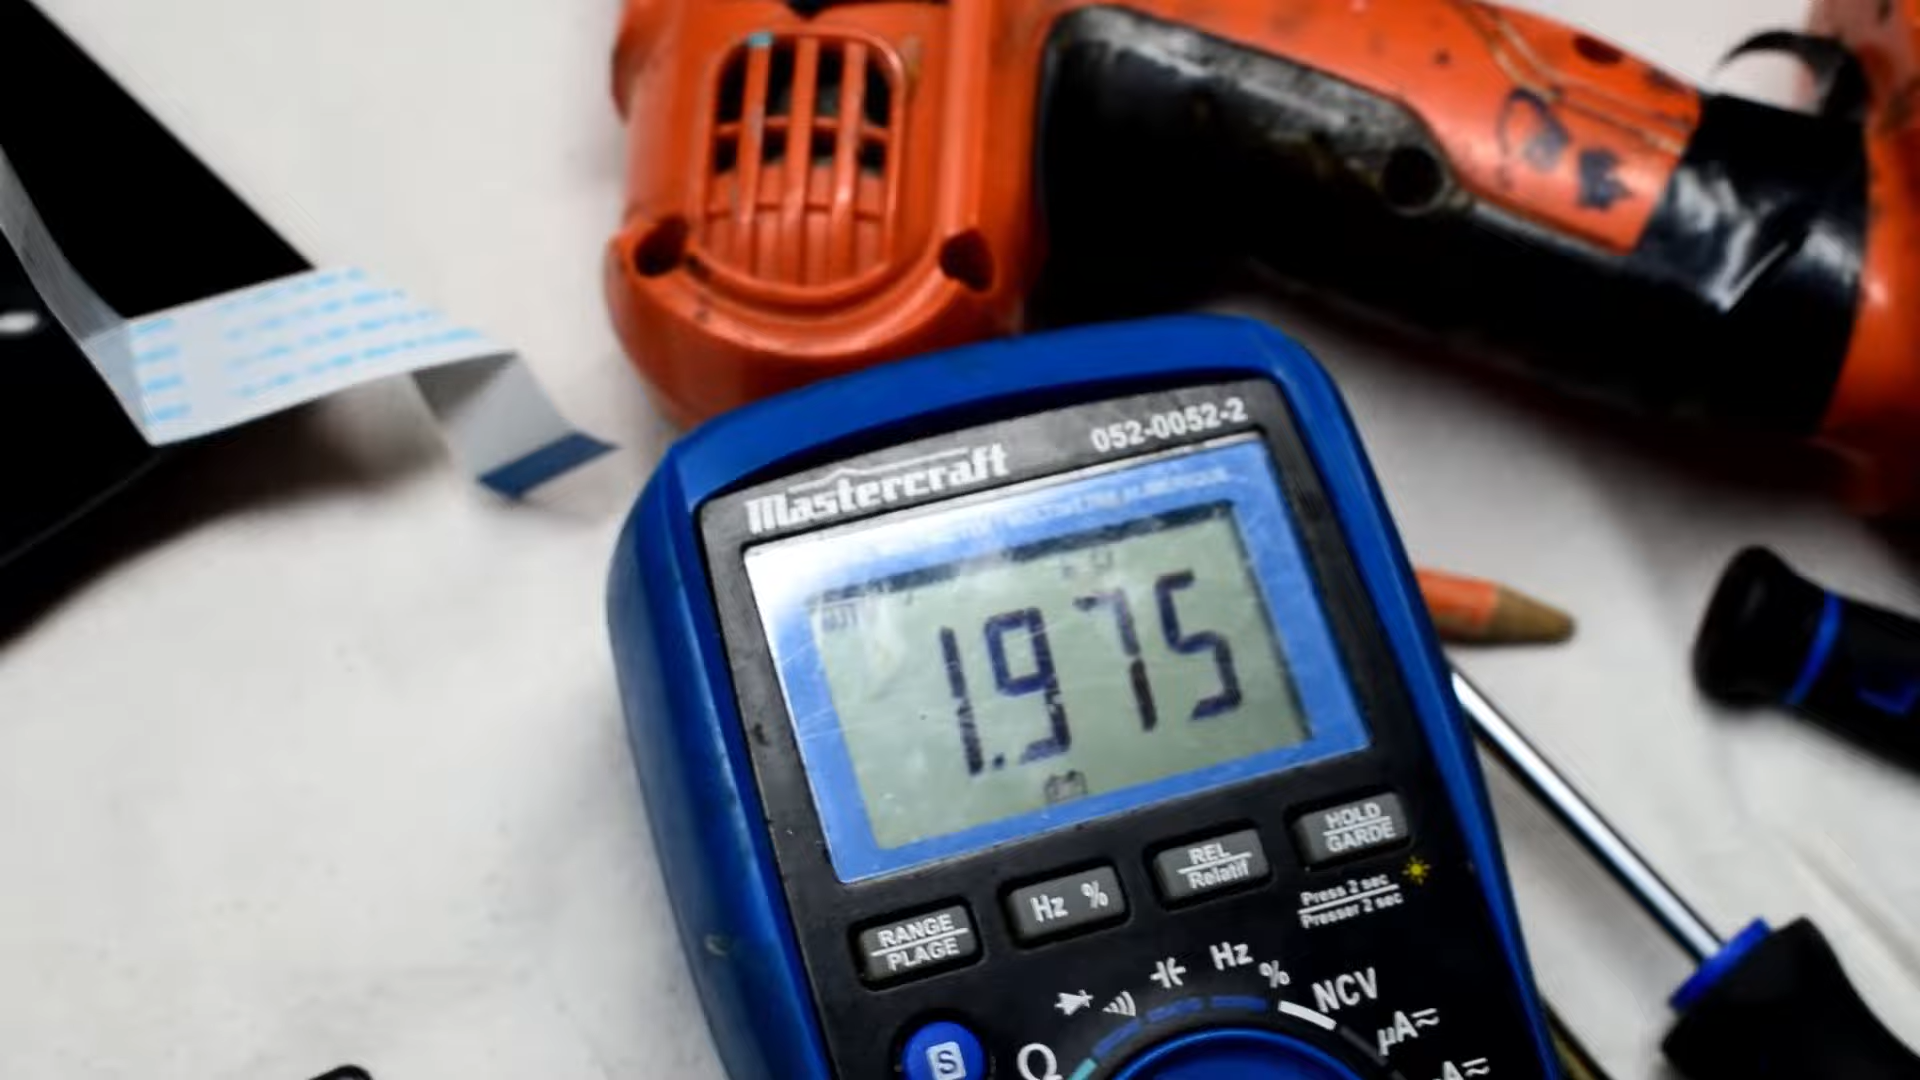 Mastercraft 052-0052-2
1.975
HOLD
GARDE
REL
Relatif
Hz %
RANGE
PLAGE
Press 2 sec
Presser 2 sec
Hz
%
NCV
µA
S
Ω